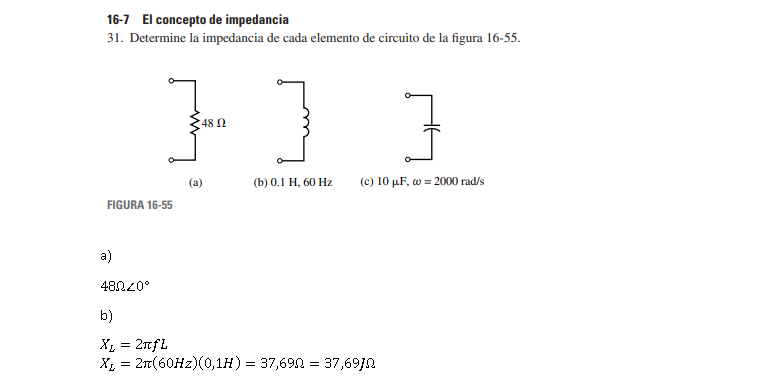 16-7 El concepto de impedancia
31. Determine la impedancia de cada elemento de circuito de la figura 16-55.
48 Ω
(a)
(b) 0.1 H, 60 Hz
(c) 10 μF, ω = 2000 rad/s
FIGURA 16-55
a)
48Ω∠0°
b)
X_L = 2πfL
X_L = 2π(60Hz)(0,1H) = 37,69Ω = 37,69JΩ